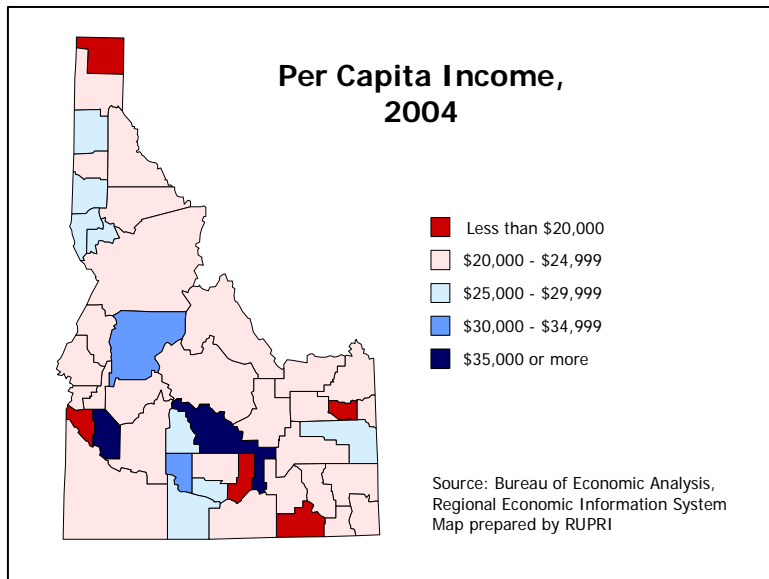 Per Capita Income,
2004
Less than $20,000
$20,000 - $24,999
$25,000 - $29,999
$30,000 - $34,999
$35,000 or more
Source: Bureau of Economic Analysis,
Regional Economic Information System
Map prepared by RUPRI